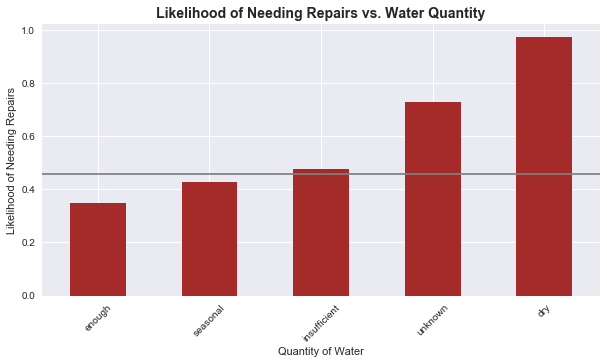 Likelihood of Needing Repairs vs. Water Quantity
Likelihood of Needing Repairs
1.0
0.8
0.6
0.4
0.2
0.0
enough
seasonal
insufficient
unknown
dry
Quantity of Water